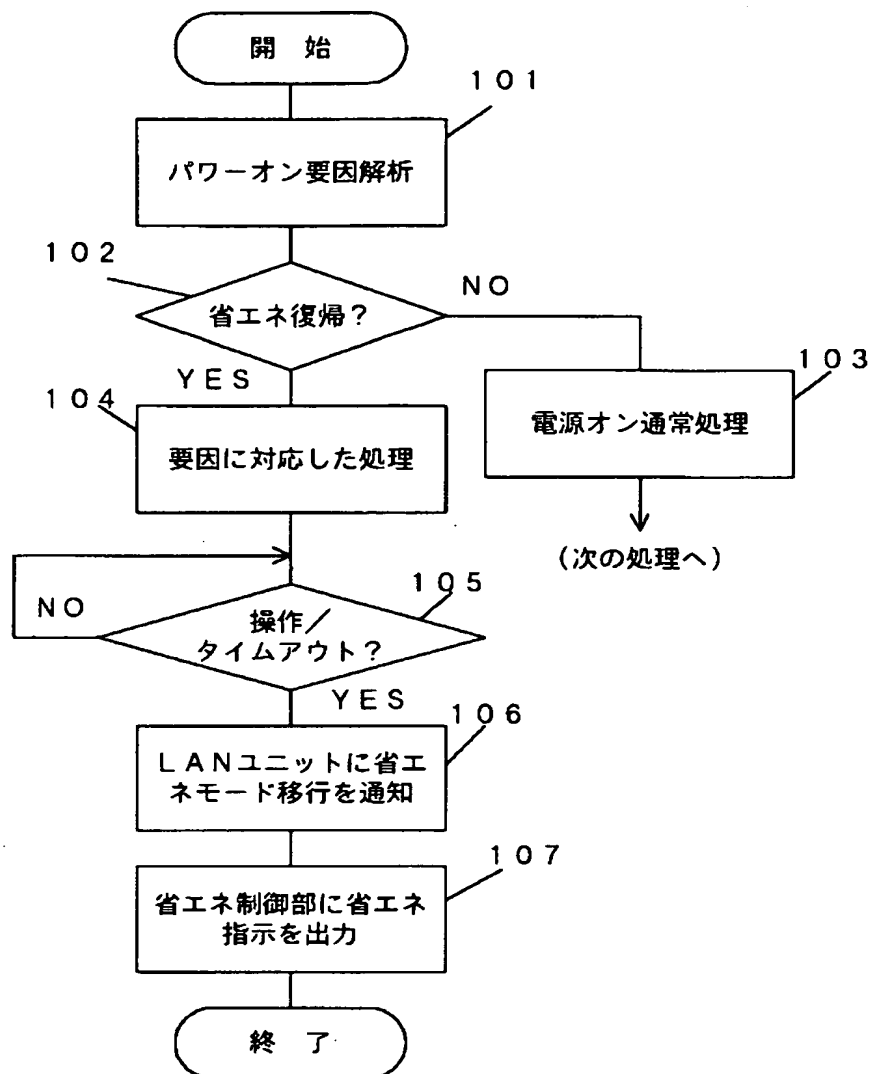 開 始
101
パワーオン要因解析
102
省エネ復帰?
NO
YES
103
電源オン通常処理
(次の処理へ)
104
要因に対応した処理
105
操作/
タイムアウト?
NO
YES
106
LANユニットに省エ
ネモード移行を通知
107
省エネ制御部に省エネ
指示を出力
終 了